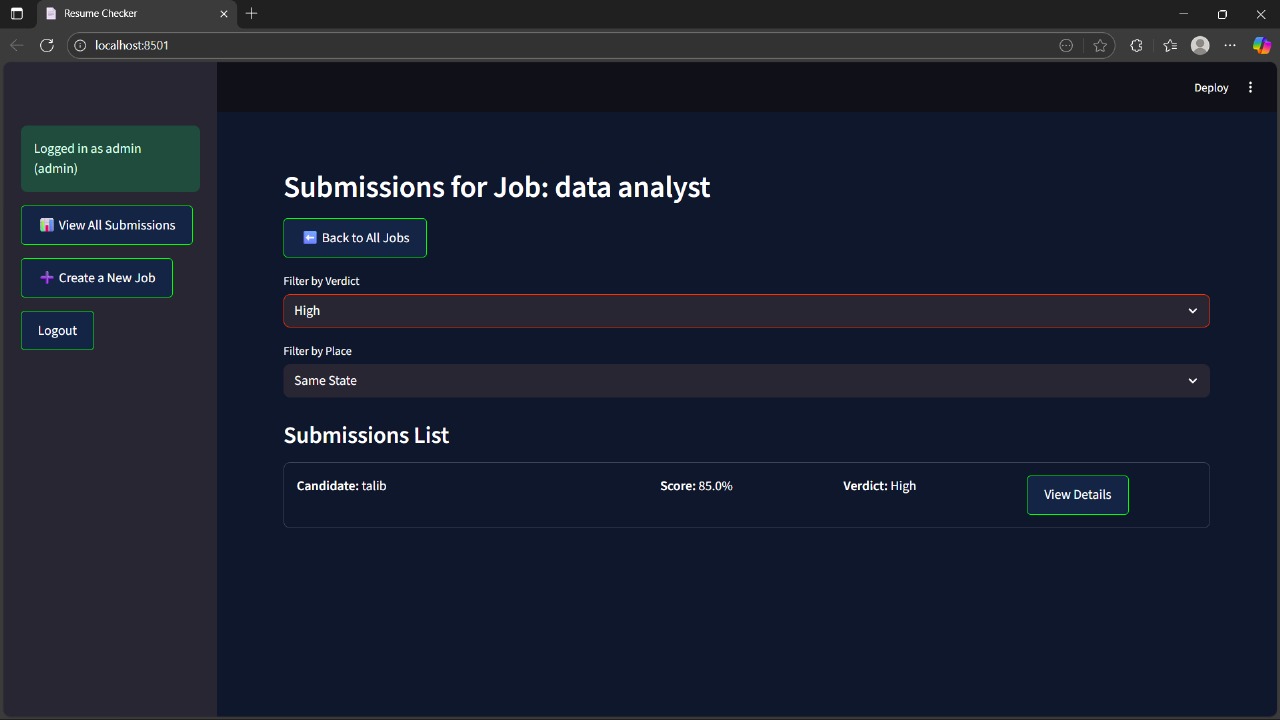 Resume Checker
localhost:8501
Deploy
Logged in as admin
(admin)
View All Submissions
Create a New Job
Logout
Submissions for Job: data analyst
Back to All Jobs
Filter by Verdict
High
Filter by Place
Same State
Submissions List
Candidate: talib Score: 85.0% Verdict: High View Details